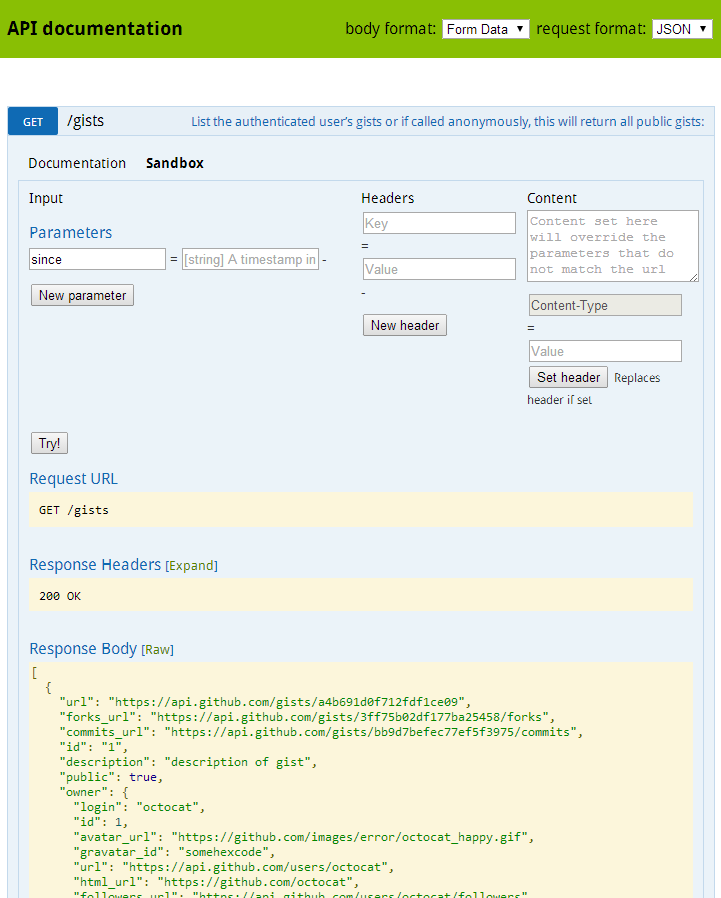 API documentation
body format: Form Data ▼ request format: JSON ▼
GET /gists List the authenticated user's gists or if called anonymously, this will return all public gists:
Documentation Sandbox
Input
Parameters
since = [string] A timestamp in -
New parameter
Headers
Key
=
Value
-
New header
Content
Content set here
will override the
parameters that do
not match the url
Content-Type
=
Value
Set header Replaces
header if set
Try!
Request URL
GET /gists
Response Headers [Expand]
200 OK
Response Body [Raw]
[
{
"url": "https://api.github.com/gists/a4b691d0f712fdf1ce09",
"forks_url": "https://api.github.com/gists/3ff75b02df177ba25458/forks",
"commits_url": "https://api.github.com/gists/bb9d7befec77ef5f3975/commits",
"id": "1",
"description": "description of gist",
"public": true,
"owner": {
"login": "octocat",
"id": 1,
"avatar_url": "https://github.com/images/error/octocat_happy.gif",
"gravatar_id": "somehexcode",
"url": "https://api.github.com/users/octocat",
"html_url": "https://github.com/octocat",
"followers_url": "https://api.github.com/users/octocat/followers"